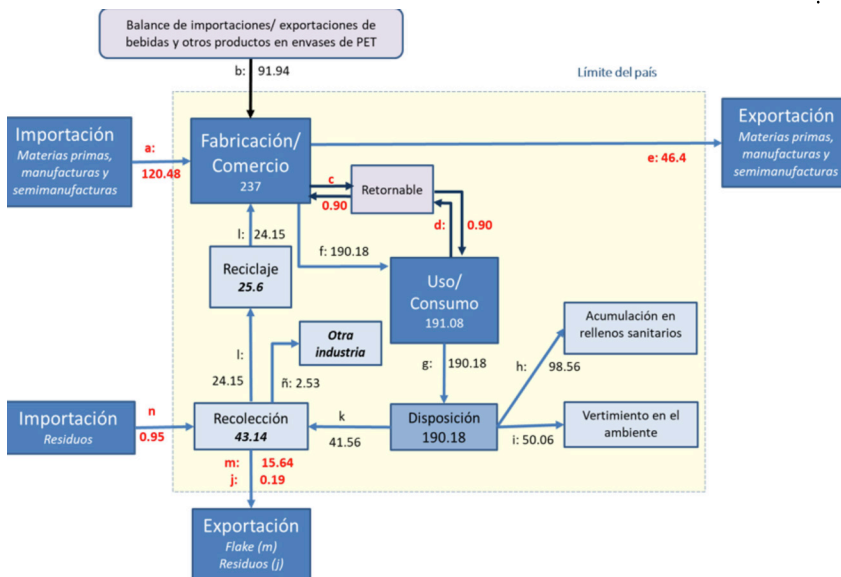 Balance de importaciones/ exportaciones de
bebidas y otros productos en envases de PET
b: 91.94
Límite del país
Importación
Materias primas,
manufacturas y
semimanufacturas
a:
120.48
Fabricación/
Comercio
237
e: 46.4
Exportación
Materias primas,
manufacturas y
semimanufacturas
c
0.90
Retornable
d:
0.90
l: 24.15
f: 190.18
Reciclaje
25.6
Uso/
Consumo
191.08
Otra
industria
Acumulación en
rellenos sanitarios
l:
24.15
ñ: 2.53
g: 190.18
h:
98.56
Importación
Residuos
n
0.95
Recolección
43.14
k
41.56
Disposición
190.18
i: 50.06
Vertimiento en el
ambiente
m: 15.64
j: 0.19
Exportación
Flake (m)
Residuos (j)